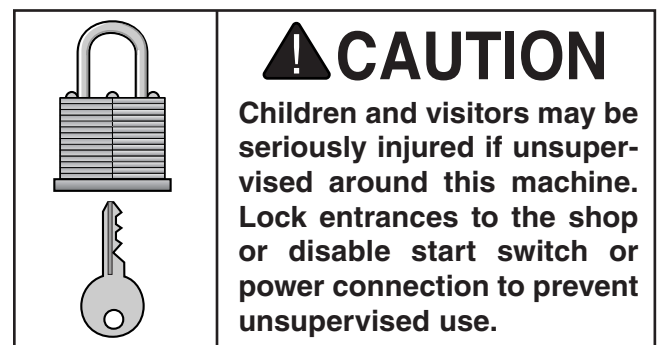 CAUTION
Children and visitors may be
seriously injured if unsuper-
vised around this machine.
Lock entrances to the shop
or disable start switch or
power connection to prevent
unsupervised use.